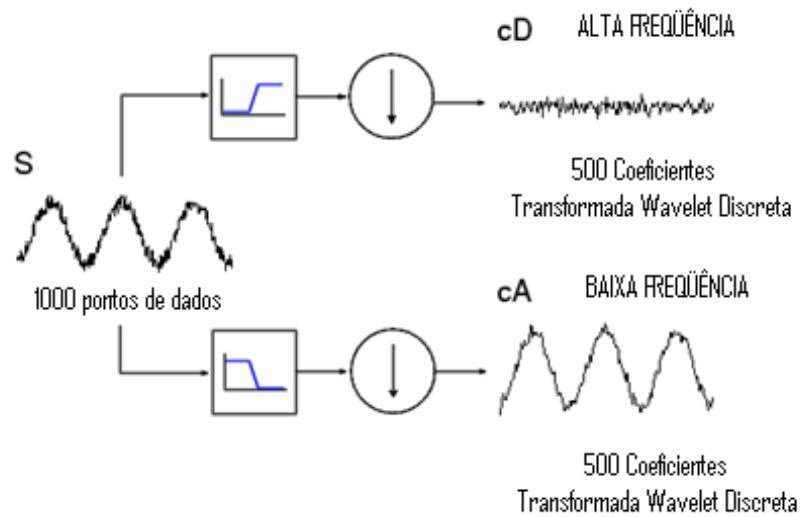 cD ALTA FREQÜÊNCIA
500 Coeficientes
Transformada Wavelet Discreta
S
1000 pontos de dados
cA BAIXA FREQÜÊNCIA
500 Coeficientes
Transformada Wavelet Discreta